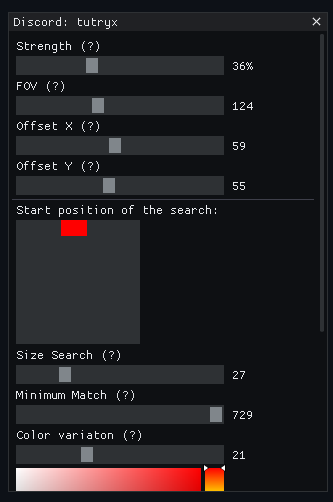 Discord: tutryx
Strength (?)
36%
FOV (?)
124
Offset X (?)
59
Offset Y (?)
55
Start position of the search:
Size Search (?)
27
Minimum Match (?)
729
Color variaton (?)
21